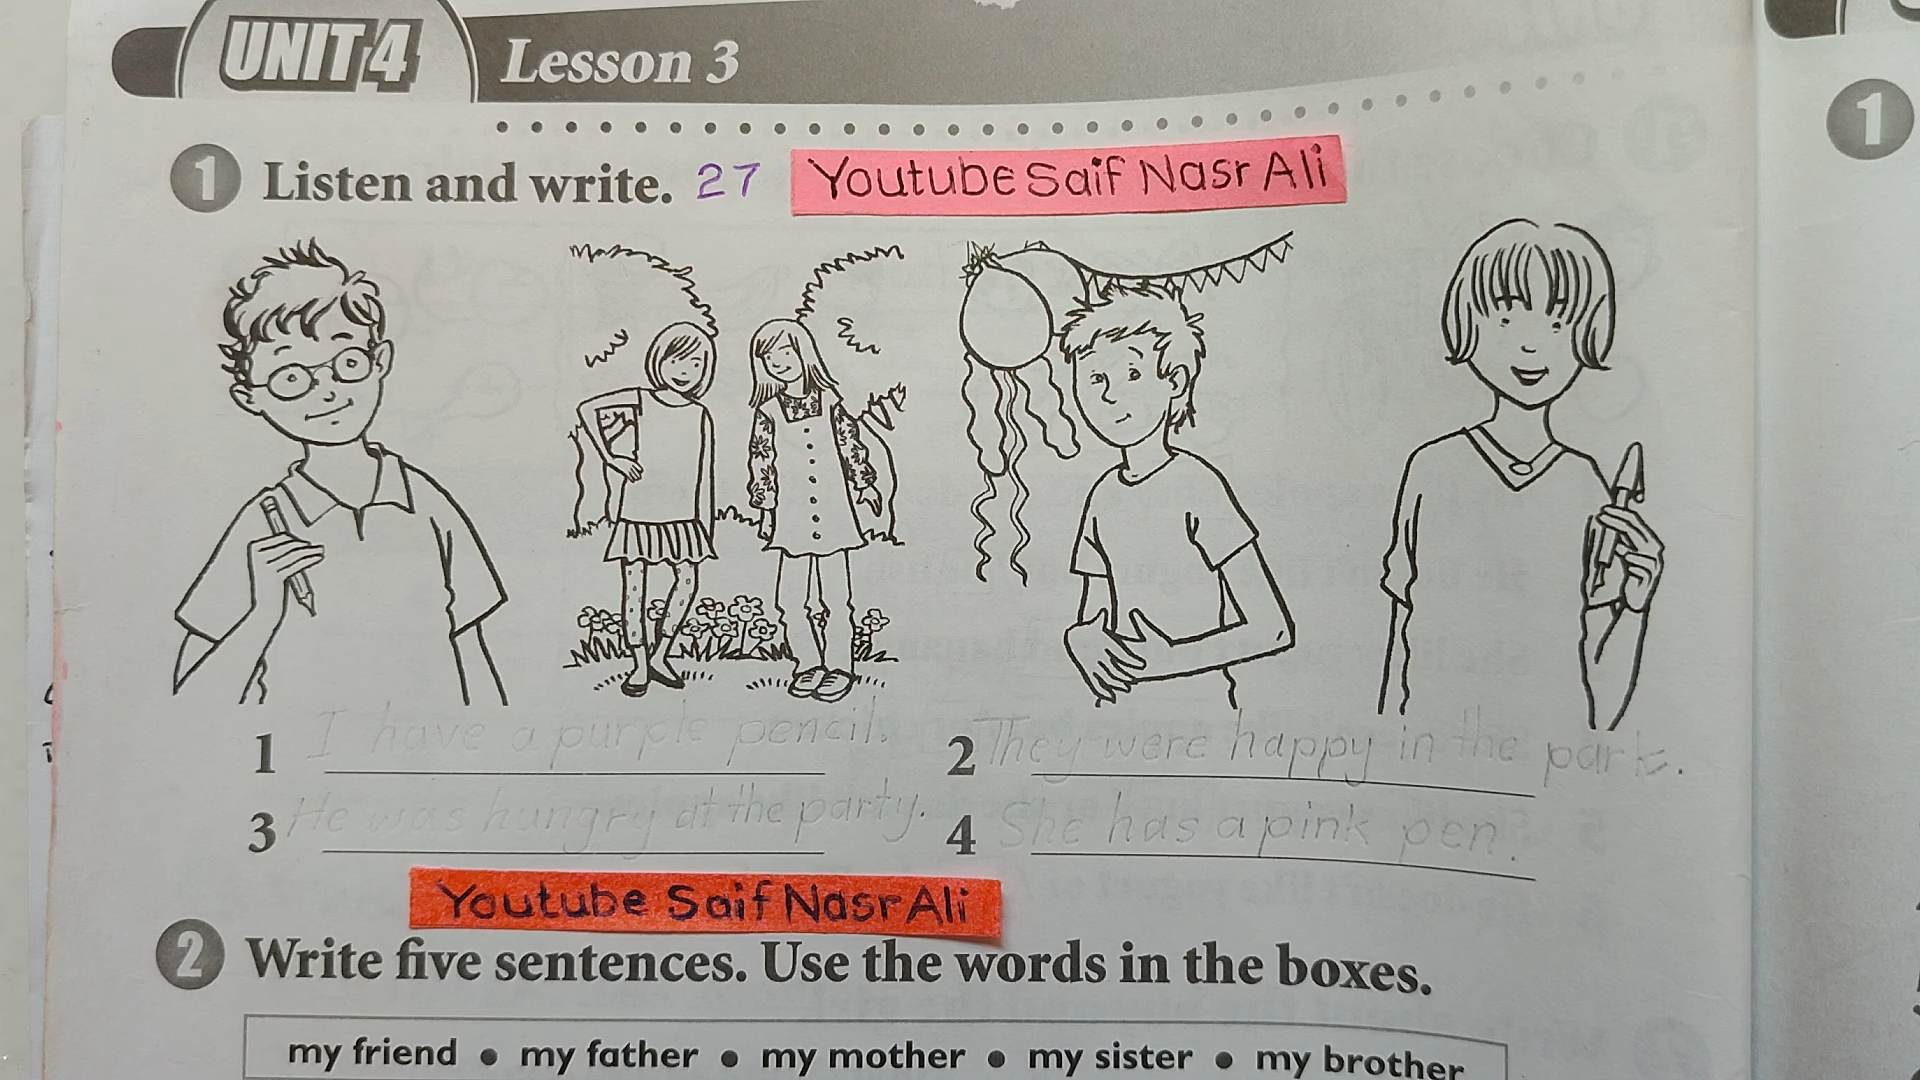 UNIT 4 Lesson 3
1 Listen and write. 27 Youtube Saif Nasr Ali
1
1 I have a purple pencil. 2 They were happy in the park.
3 He was hungry at the party. 4 She has a pink pen.
Youtube Saif Nasr Ali
2 Write five sentences. Use the words in the boxes.
my friend • my father • my mother • my sister • my brother